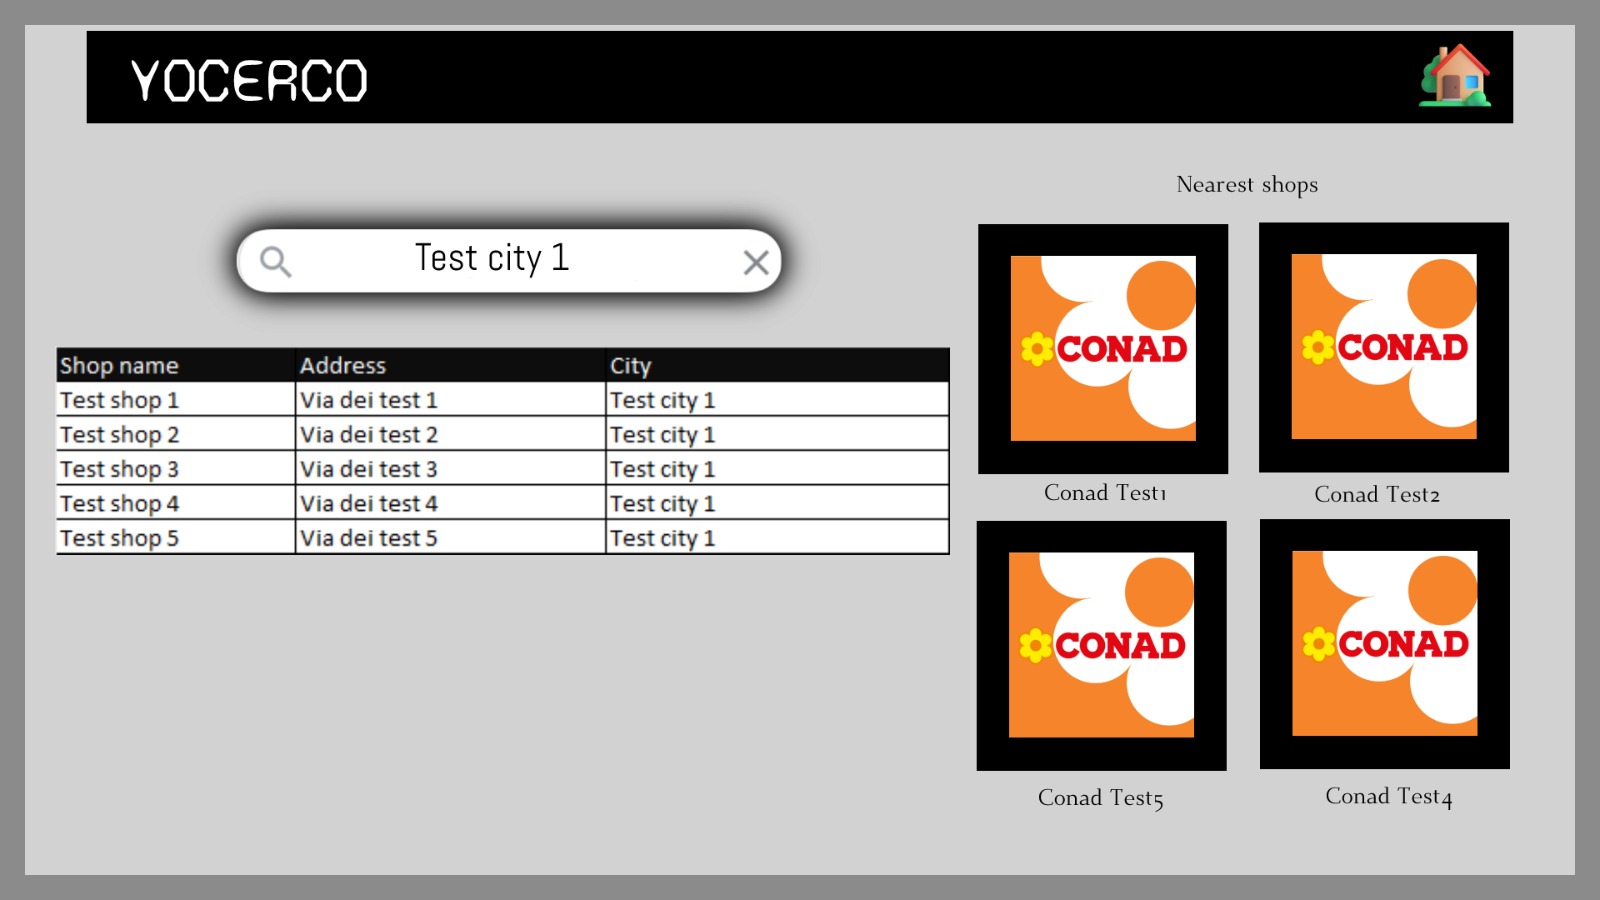 YOCERCO
Test city 1
Shop name Address City
Test shop 1 Via dei test 1 Test city 1
Test shop 2 Via dei test 2 Test city 1
Test shop 3 Via dei test 3 Test city 1
Test shop 4 Via dei test 4 Test city 1
Test shop 5 Via dei test 5 Test city 1
Nearest shops
CONAD
CONAD
Conad Test1
Conad Test2
CONAD
CONAD
Conad Test5
Conad Test4